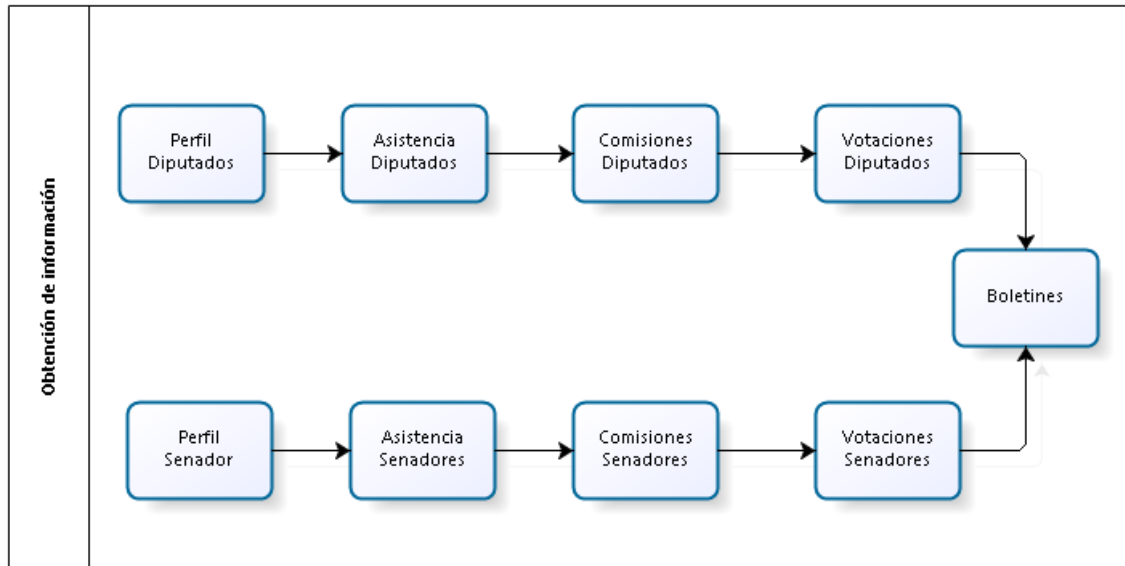 Obtención de información
Perfil
Diputados
Asistencia
Diputados
Comisiones
Diputados
Votaciones
Diputados
Boletines
Perfil
Senador
Asistencia
Senadores
Comisiones
Senadores
Votaciones
Senadores